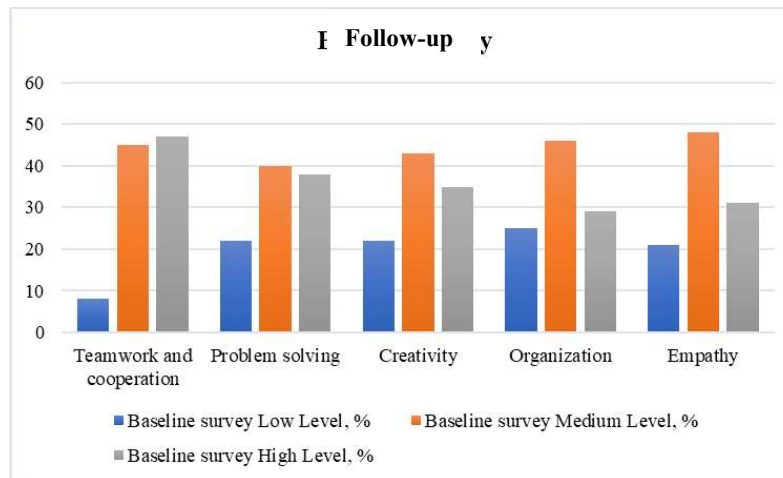 Follow-up y
60
50
40
30
20
10
0
Teamwork and cooperation
Problem solving
Creativity
Organization
Empathy
Baseline survey Low Level, %
Baseline survey Medium Level, %
Baseline survey High Level, %